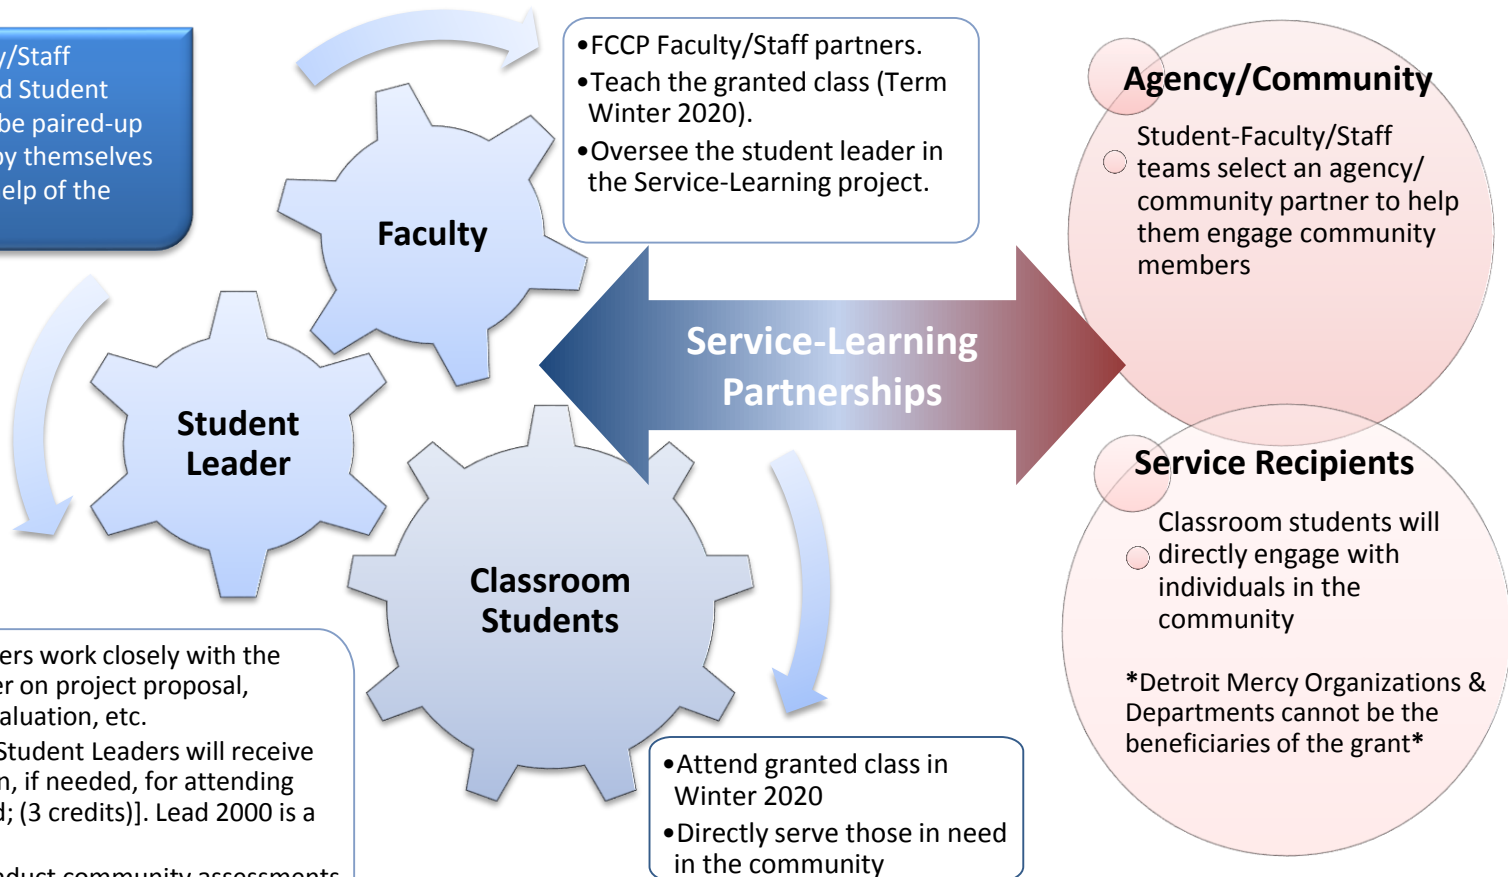 y/Staff
d Student
be paired-up
by themselves
elp of the
•FCCP Faculty/Staff partners.
•Teach the granted class (Term
Winter 2020).
•Oversee the student leader in
the Service-Learning project.
Faculty
Student
Leader
Classroom
Students
Service-Learning
Partnerships
Agency/Community
Student-Faculty/Staff
teams select an agency/
community partner to help
them engage community
members
Service Recipients
Classroom students will
directly engage with
individuals in the
community
*Detroit Mercy Organizations &
Departments cannot be the
beneficiaries of the grant*
ers work closely with the
er on project proposal,
valuation, etc.
Student Leaders will receive
n, if needed, for attending
d; (3 credits)]. Lead 2000 is a
nduct community assessments
•Attend granted class in
Winter 2020
•Directly serve those in need
in the community